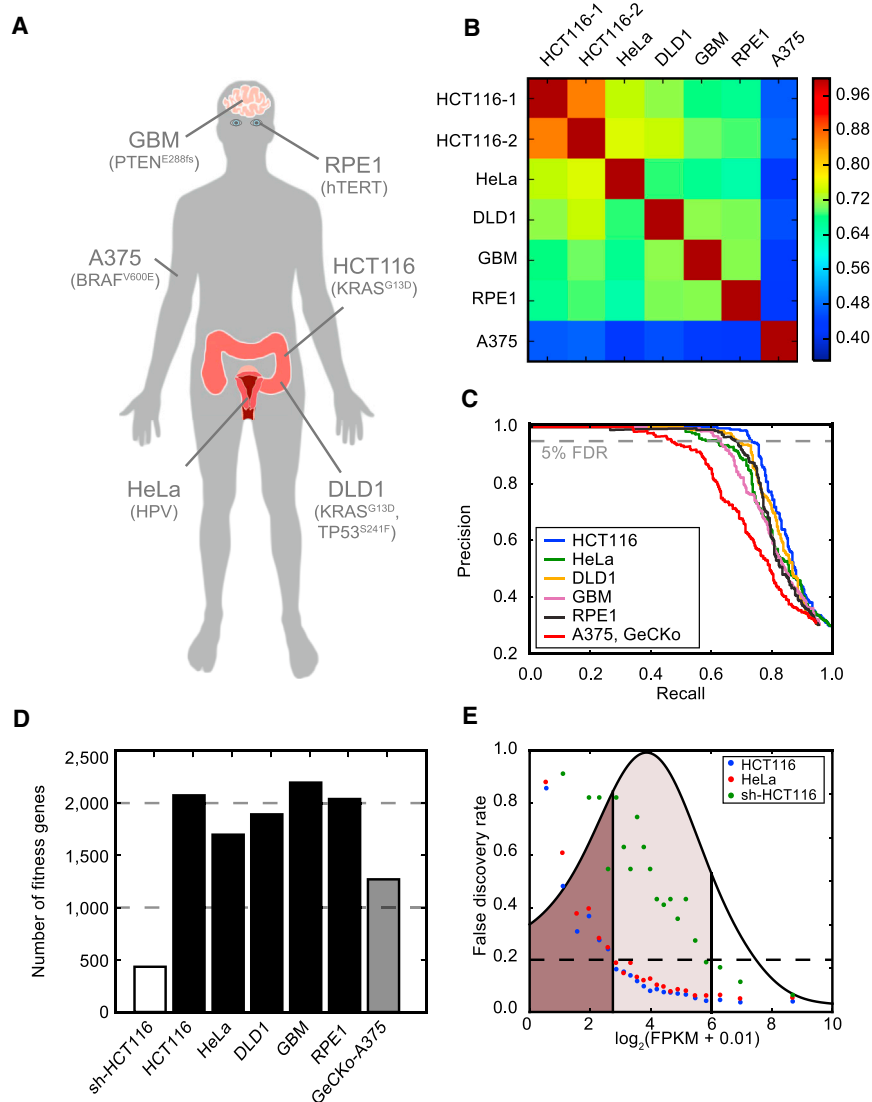 A
GBM
(PTEN^E288fs)
RPE1
(hTERT)
A375
(BRAF^V600E)
HCT116
(KRAS^G13D)
HeLa
(HPV)
DLD1
(KRAS^G13D,
TP53^S241F)
B
HCT116-1
HCT116-2
HeLa
DLD1
GBM
RPE1
A375
HCT116-1
HCT116-2
HeLa
DLD1
GBM
RPE1
A375
0.96
0.88
0.80
0.72
0.64
0.56
0.48
0.40
C
1.0
0.8
0.6
0.4
0.2
Precision
5% FDR
HCT116
HeLa
DLD1
GBM
RPE1
A375, GeCKo
0.0
0.2
0.4
0.6
0.8
1.0
Recall
D
2,500
2,000
1,500
1,000
500
0
Number of fitness genes
sh-HCT116
HCT116
HeLa
DLD1
GBM
RPE1
GeCKo-A375
E
1.0
0.8
0.6
0.4
0.2
0.0
False discovery rate
HCT116
HeLa
sh-HCT116
0
2
4
6
8
10
log₂(FPKM + 0.01)